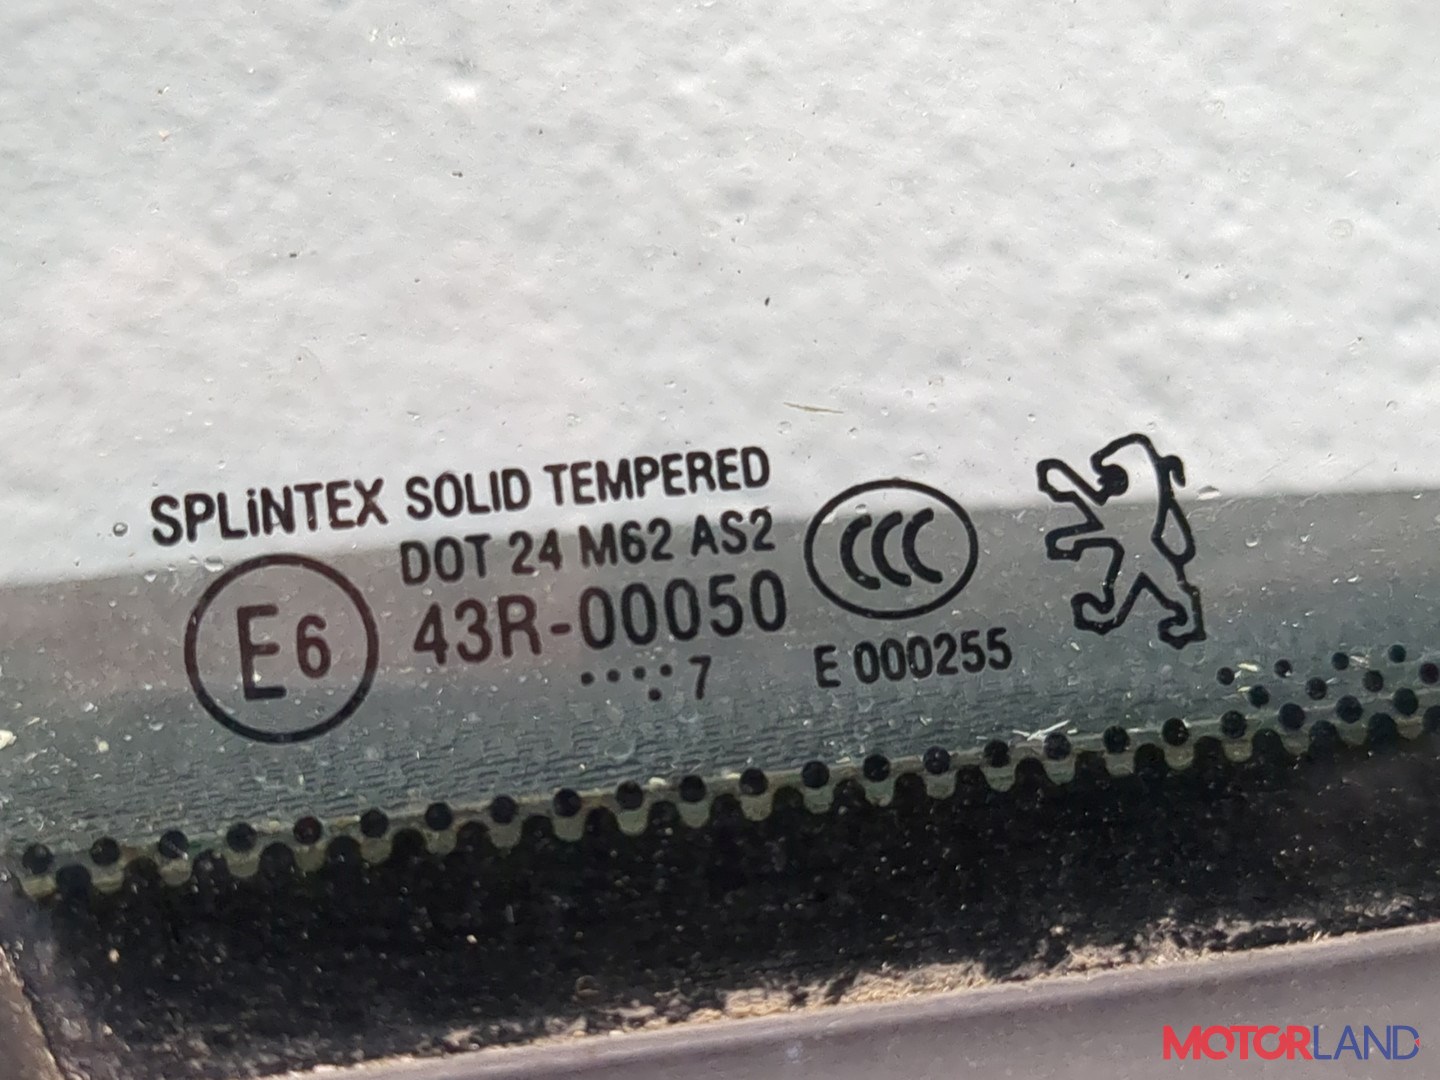 SPLiNTEX SOLID TEMPERED
DOT 24 M62 AS2
E6 43R-00050
CCC
•••⁚• 7
E 000255
MOTORLAND